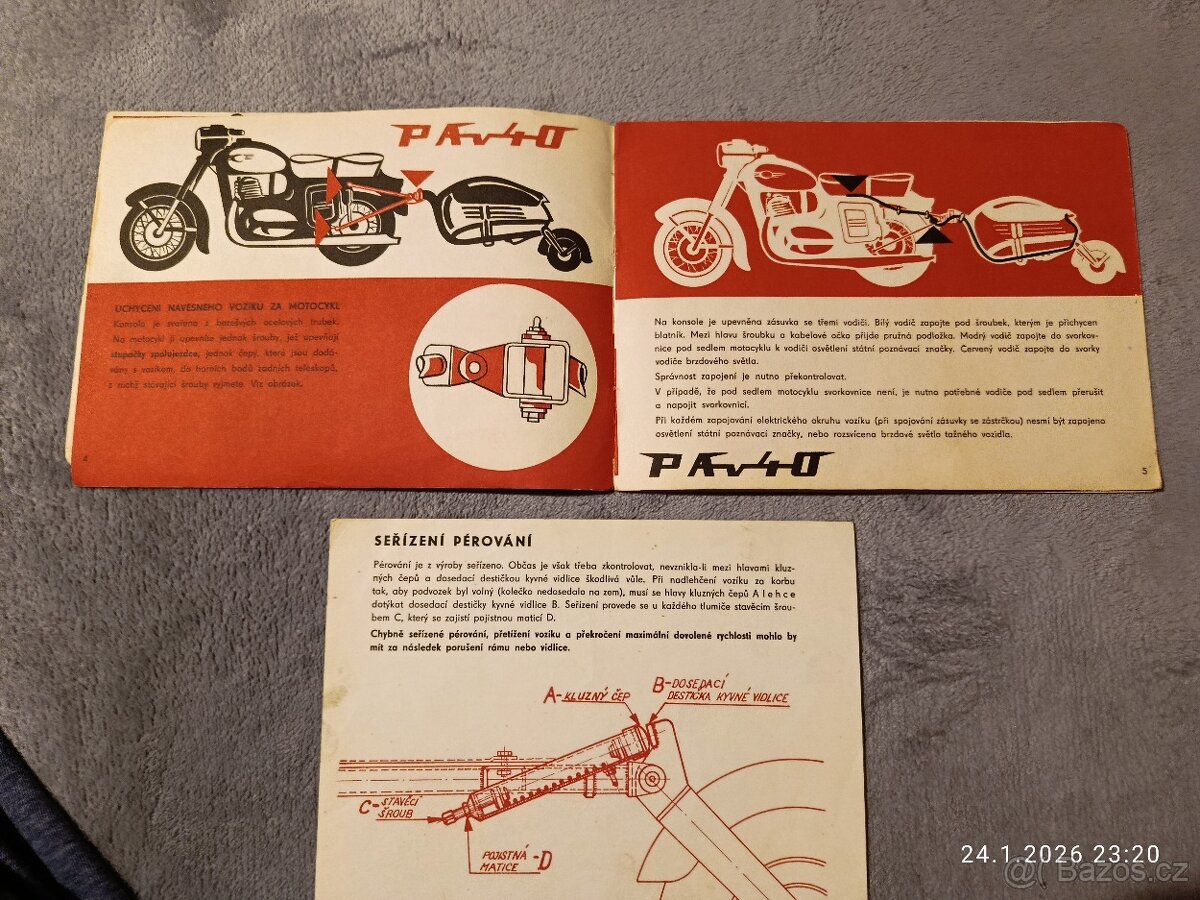 PAv40
UCHYCENÍ NÁVĚSNÉHO VOZÍKU ZA MOTOCYKL
Konsola je svařena z bezešvých ocelových trubek.
Na motocykl ji upevníte jednak šrouby, jež upevňují
stupačky spolujezdce, jednak čepy, které jsou dodá-
vány s vozíkem, do horních bodů zadních teleskopů,
z nichž stávající šrouby vyjmete. Viz obrázek.
4
Na konsole je upevněna zásuvka se třemi vodiči. Bílý vodič zapojte pod šroubek, kterým je přichycen
blatník. Mezi hlavu šroubku a kabelové očko přijde pružná podložka. Modrý vodič zapojte do svorkov-
nice pod sedlem motocyklu k vodiči osvětlení státní poznávací značky. Červený vodič zapojte do svorky
vodiče brzdového světla.
Správnost zapojení je nutno překontrolovat.
V případě, že pod sedlem motocyklu svorkovnice není, je nutno potřebné vodiče pod sedlem přerušit
a napojit svorkovnicí.
Při každém zapojování elektrického okruhu vozíku (při spojování zásuvky se zástrčkou) nesmí být zapojeno
osvětlení státní poznávací značky, nebo rozsvíceno brzdové světlo tažného vozidla.
PAv40
5
SEŘÍZENÍ PÉROVÁNÍ
Pérování je z výroby seřízeno. Občas je však třeba zkontrolovat, nevznikla-li mezi hlavami kluz-
ných čepů a dosedací destičkou kyvné vidlice škodlivá vůle. Při nadlehčení vozíku za korbu
tak, aby podvozek byl volný (kolečko nedosedalo na zem), musí se hlavy kluzných čepů A lehce
dotýkat dosedací destičky kyvné vidlice B. Seřízení provede se u každého tlumiče stavěcím šrou-
bem C, který se zajistí pojistnou maticí D.
Chybně seřízené pérování, přetížení vozíku a překročení maximální dovolené rychlosti mohlo by
mít za následek porušení rámu nebo vidlice.
A-KLUZNÝ ČEP
B-DOSEDACÍ
DESTIČKA KYVNÉ VIDLICE
C-STAVĚCÍ
ŠROUB
POJISTNÁ -D
MATICE
24.1.2026 23:20
@ Bazoš.cz